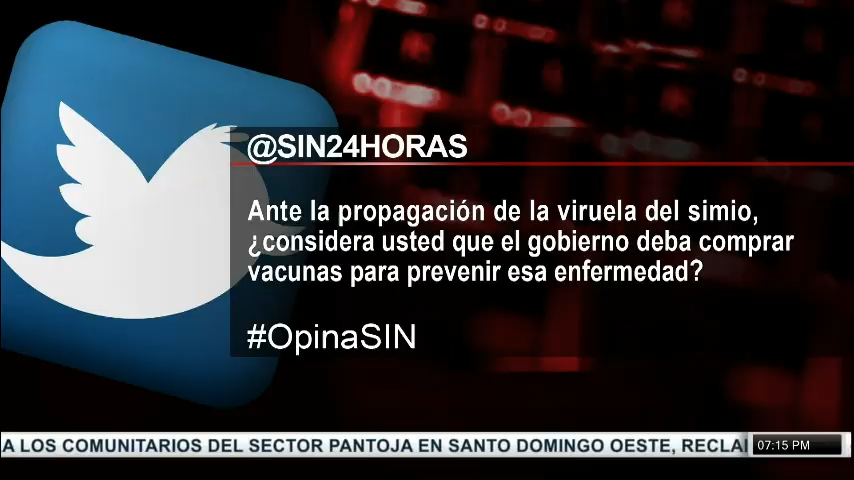 @SIN24HORAS
Ante la propagación de la viruela del simio,
¿considera usted que el gobierno deba comprar
vacunas para prevenir esa enfermedad?
#OpinaSIN
A LOS COMUNITARIOS DEL SECTOR PANTOJA EN SANTO DOMINGO OESTE,
07:15 PM